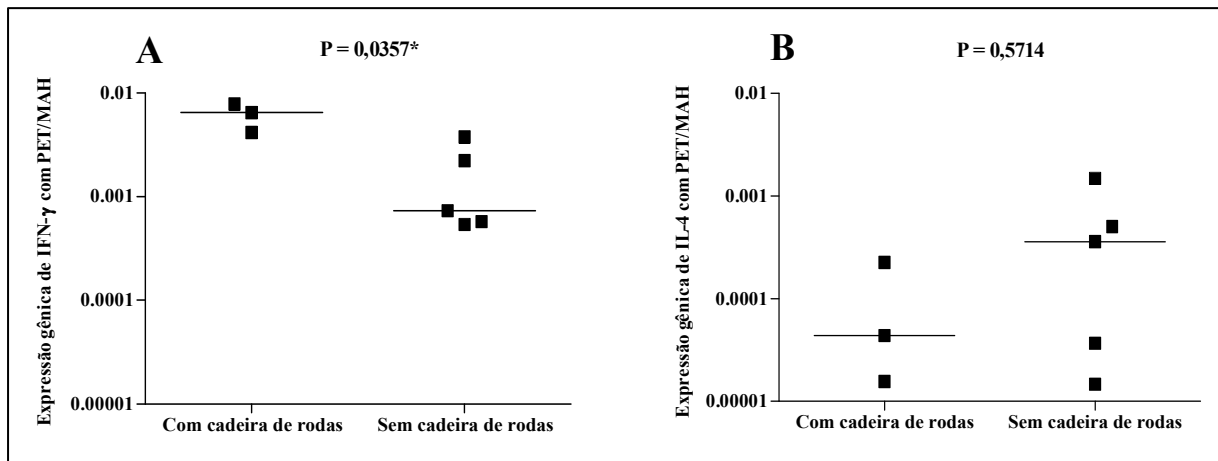 A
P = 0,0357*
Expressão gênica de IFN-γ com PET/MAH
0.01
0.001
0.0001
0.00001
Com cadeira de rodas
Sem cadeira de rodas
B
P = 0,5714
Expressão gênica de IL-4 com PET/MAH
0.01
0.001
0.0001
0.00001
Com cadeira de rodas
Sem cadeira de rodas